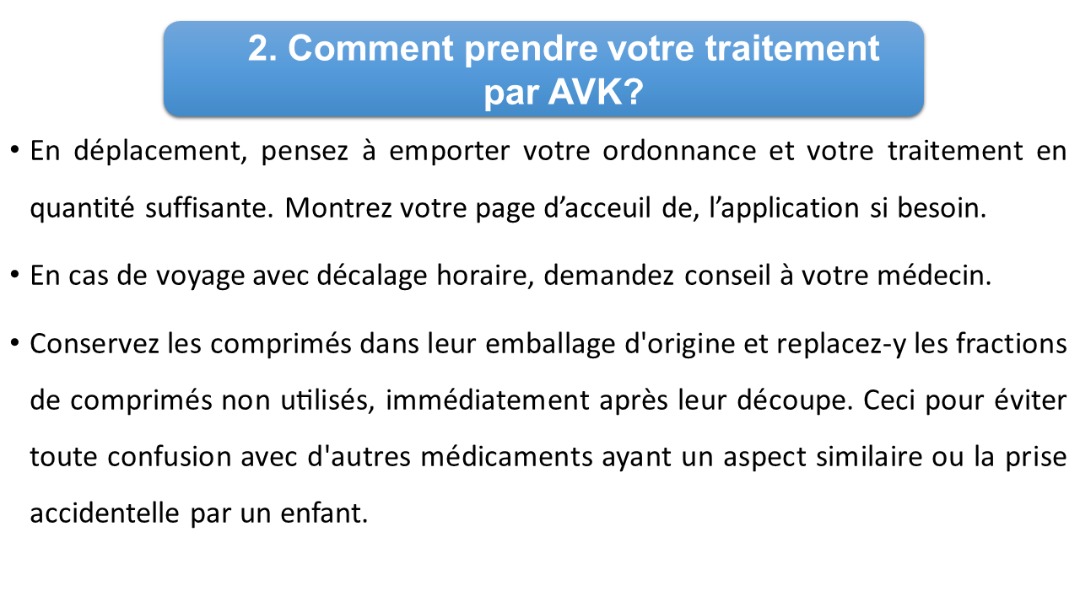 2. Comment prendre votre traitement
par AVK?
• En déplacement, pensez à emporter votre ordonnance et votre traitement en
quantité suffisante. Montrez votre page d’acceuil de, l’application si besoin.
• En cas de voyage avec décalage horaire, demandez conseil à votre médecin.
• Conservez les comprimés dans leur emballage d'origine et replacez-y les fractions
de comprimés non utilisés, immédiatement après leur découpe. Ceci pour éviter
toute confusion avec d'autres médicaments ayant un aspect similaire ou la prise
accidentelle par un enfant.